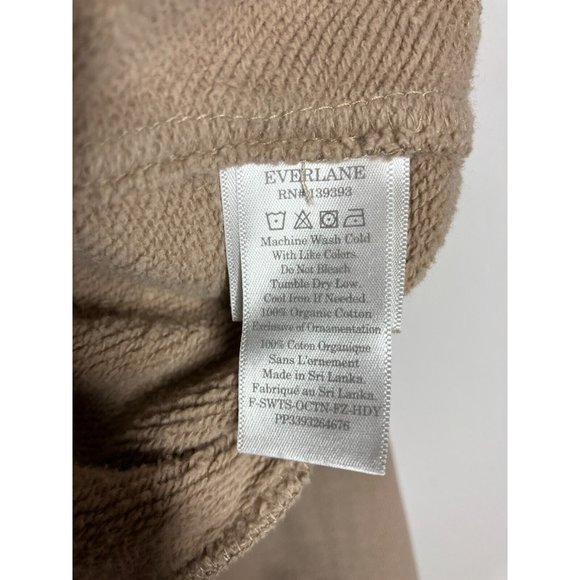 EVERLANE
RN# 139393
Machine Wash Cold
With Like Colors.
Do Not Bleach
Tumble Dry Low.
Cool Iron If Needed.
100% Organic Cotton
Exclusive of Ornamentation
100% Coton Organique
Sans L'ornement
Made in Sri Lanka.
Fabriqué au Sri Lanka.
F-SWTS-OCTN-FZ-HDY
PP3393264676